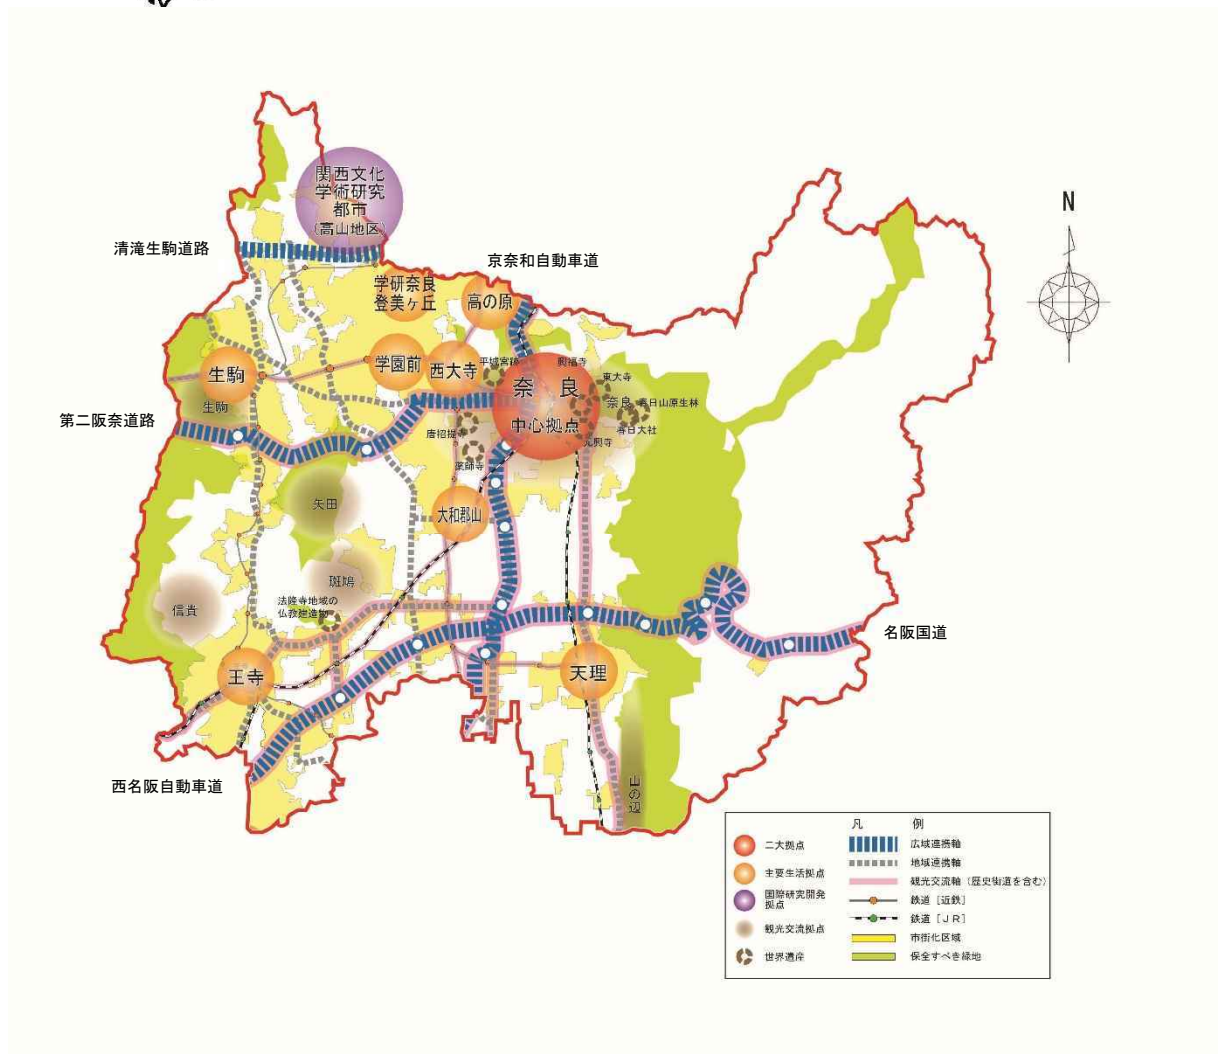 関西文化
学術研究
都市
(高山地区)
N
清滝生駒道路
京奈和自動車道
学研奈良
登美ヶ丘
高の原
平城宮跡
興福寺
学園前
西大寺
生駒
奈良
東大寺
生駒
奈良
春日山原生林
第二阪奈道路
中心拠点
春日大社
唐招提寺
元興寺
薬師寺
矢田
大和郡山
斑鳩
信貴
法隆寺地域の
仏教建造物
名阪国道
王寺
天理
西名阪自動車道
山の辺
凡例
二大拠点
主要生活拠点
国際研究開発
拠点
観光交流拠点
世界遺産
広域連携軸
地域連携軸
観光交流軸(歴史街道を含む)
鉄道[近鉄]
鉄道[JR]
市街化区域
保全すべき緑地